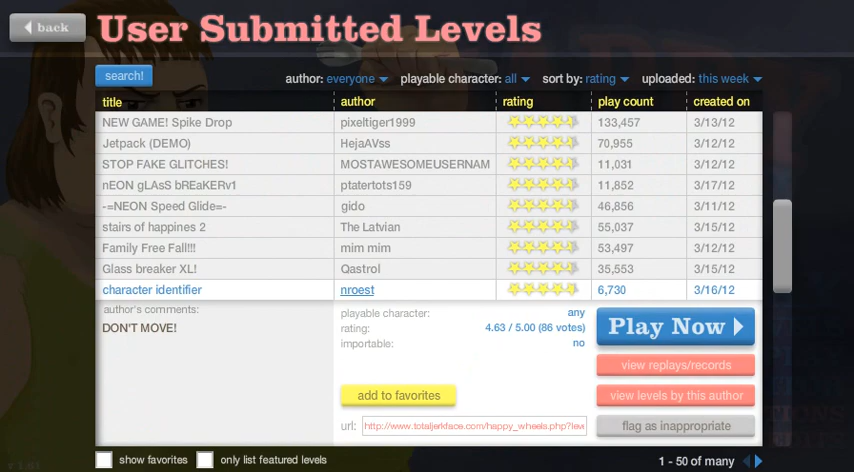 back
User Submitted Levels
search!
author: everyone playable character: all sort by: rating uploaded: this week
title author rating play count created on
NEW GAME! Spike Drop pixeltiger1999 133,457 3/13/12
Jetpack (DEMO) HejaAVss 70,955 3/12/12
STOP FAKE GLITCHES! MOSTAWESOMEUSERNAM 11,031 3/12/12
nEON gLAsS bREaKERv1 ptatertots159 11,852 3/17/12
-=NEON Speed Glide=- gido 46,856 3/11/12
stairs of happines 2 The Latvian 55,037 3/15/12
Family Free Fall!!! mim mim 53,497 3/12/12
Glass breaker XL! Qastrol 35,553 3/15/12
character identifier nroest 6,730 3/16/12
author's comments:
DON'T MOVE!
playable character: any
rating: 4.63 / 5.00 (86 votes)
importable: no
add to favorites
url: http://www.totaljerkface.com/happy_wheels.php?leve
Play Now
view replays/records
view levels by this author
flag as inappropriate
show favorites only list featured levels
1 - 50 of many